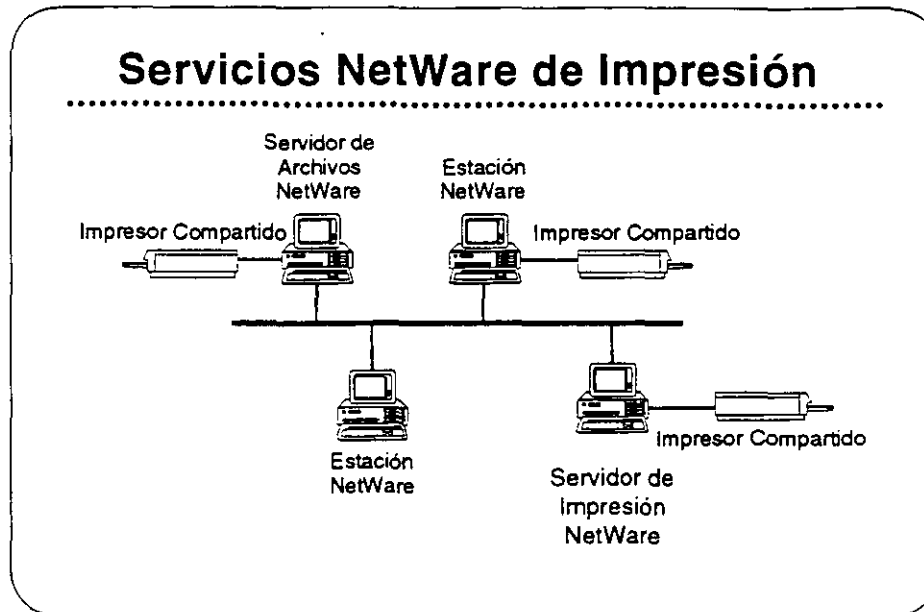 Servicios NetWare de Impresión
Servidor de
Archivos
NetWare
Estación
NetWare
Impresor Compartido
Impresor Compartido
Estación
NetWare
Impresor Compartido
Servidor de
Impresión
NetWare